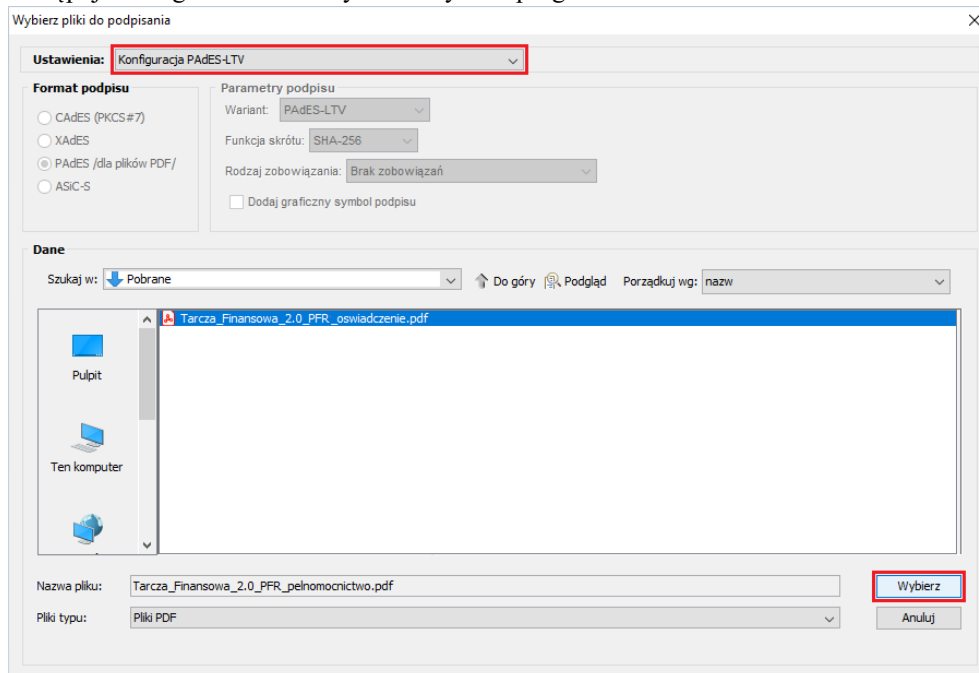 Wybierz pliki do podpisania
Ustawienia: Konfiguracja PAdES-LTV
Format podpisu
CAdES (PKCS#7)
XAdES
PAdES /dla plików PDF/
ASiC-S
Parametry podpisu
Wariant: PAdES-LTV
Funkcja skrótu: SHA-256
Rodzaj zobowiązania: Brak zobowiązań
Dodaj graficzny symbol podpisu
Dane
Szukaj w: Pobrane Do góry Podgląd Porządkuj wg: nazw
Pulpit
Ten komputer
Tarcza_Finansowa_2.0_PFR_oswiadczenie.pdf
Nazwa pliku: Tarcza_Finansowa_2.0_PFR_pelnomocnictwo.pdf Wybierz
Pliki typu: Pliki PDF Anuluj